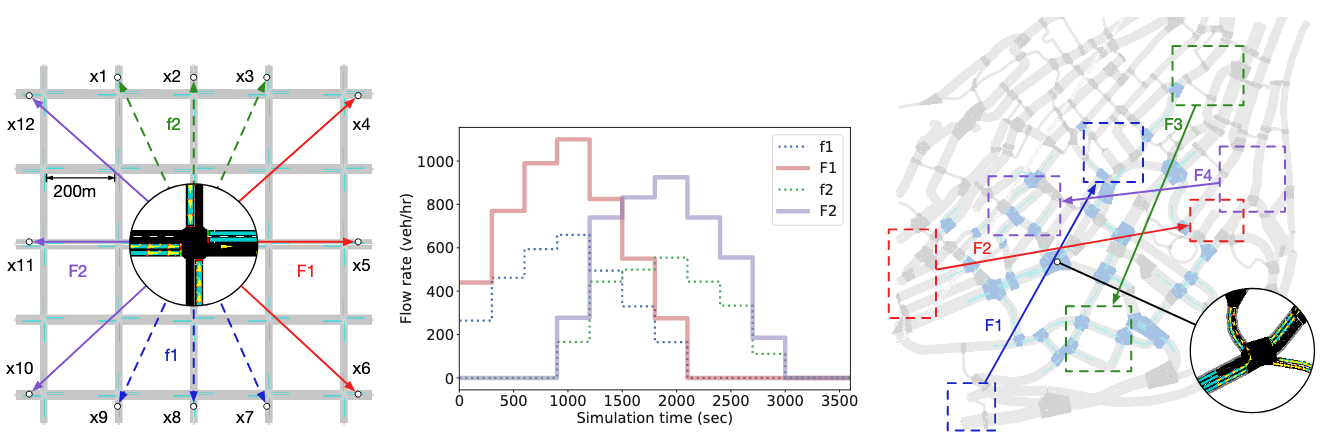 x1 x2 x3
x12 f2 x4
200m
x11 F2 F1 x5
x10 f1 x6
x9 x8 x7
Flow rate (veh/hr)
1000
800
600
400
200
0
0 500 1000 1500 2000 2500 3000 3500
Simulation time (sec)
f1
F1
f2
F2
F3
F4
F2
F1